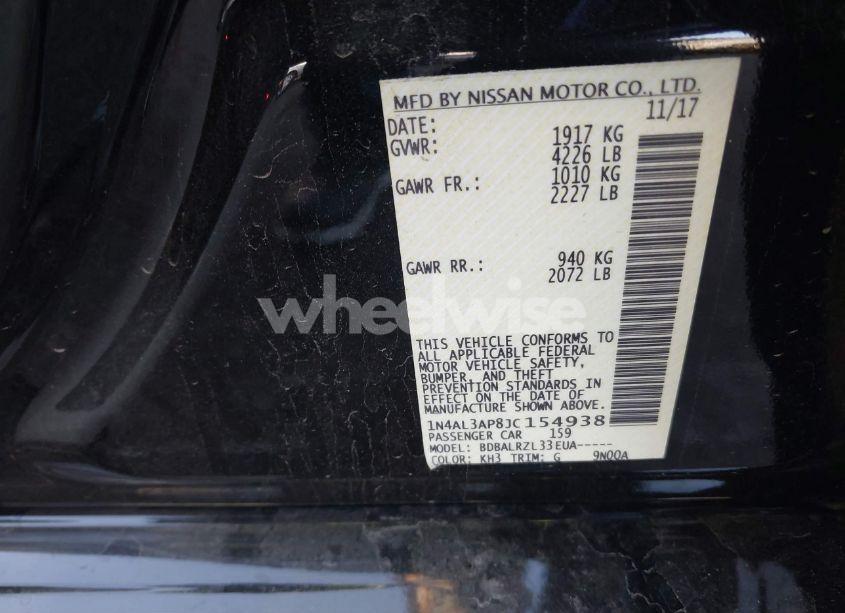 MFD BY NISSAN MOTOR CO., LTD.
DATE: 11/17
GVWR: 1917 KG
4226 LB
GAWR FR.: 1010 KG
2227 LB
GAWR RR.: 940 KG
2072 LB
wheelwise
THIS VEHICLE CONFORMS TO
ALL APPLICABLE FEDERAL
MOTOR VEHICLE SAFETY,
BUMPER, AND THEFT
PREVENTION STANDARDS IN
EFFECT ON THE DATE OF
MANUFACTURE SHOWN ABOVE.
1N4AL3AP8JC154938
PASSENGER CAR 159
MODEL: BDBALRZL33EUA-----
COLOR: KH3 TRIM: G 9N00A